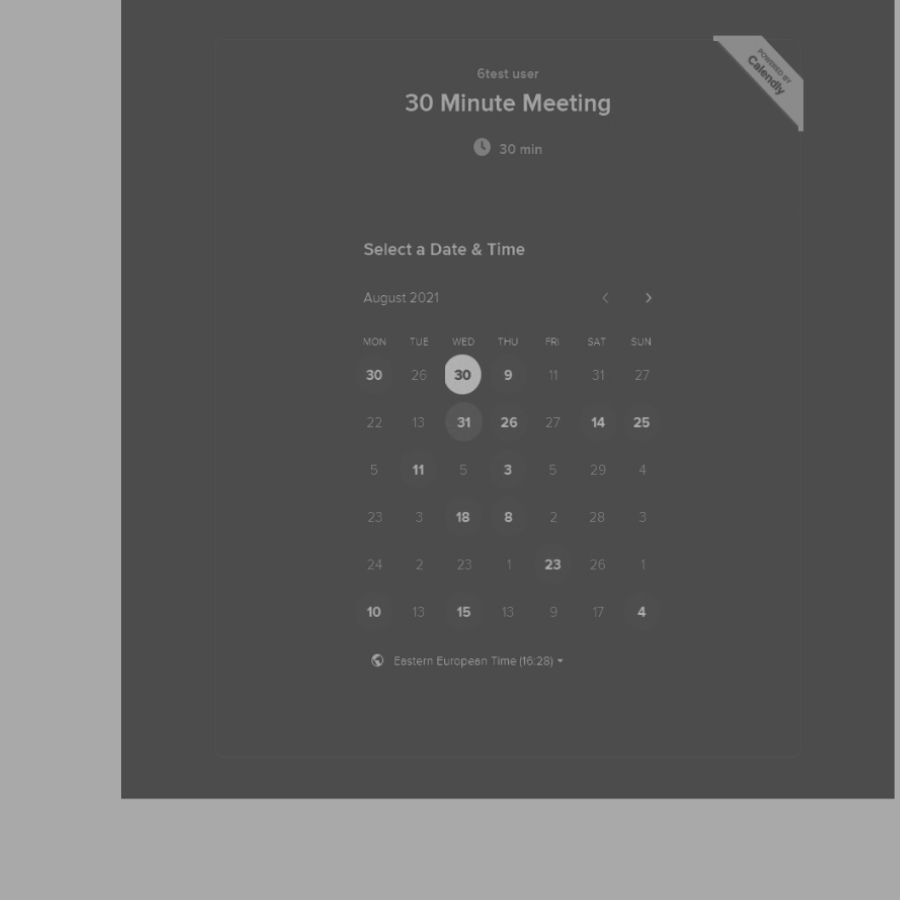 POWERED BY
Calendly
6test user
30 Minute Meeting
30 min
Select a Date & Time
August 2021
MON TUE WED THU FRI SAT SUN
30 26 30 9 11 31 27
22 13 31 26 27 14 25
5 11 5 3 5 29 4
23 3 18 8 2 28 3
24 2 23 1 23 26 1
10 13 15 13 9 17 4
Eastern European Time (16:28)